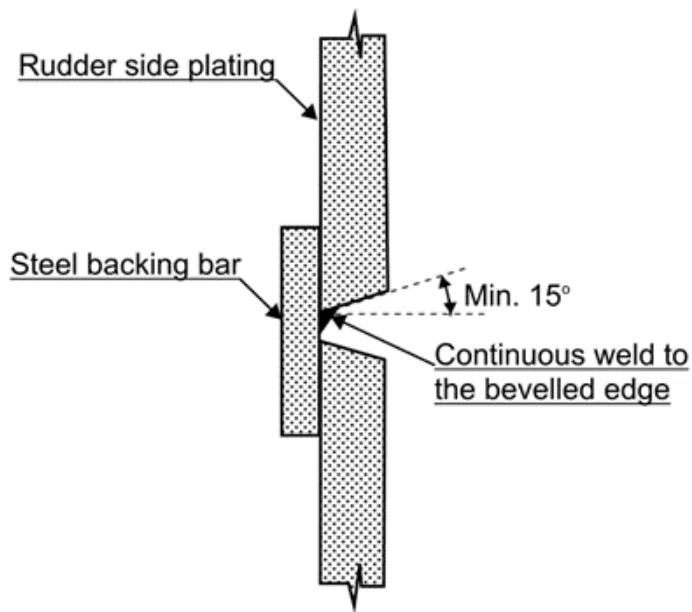 Rudder side plating
Steel backing bar
Min. 15°
Continuous weld to
the bevelled edge